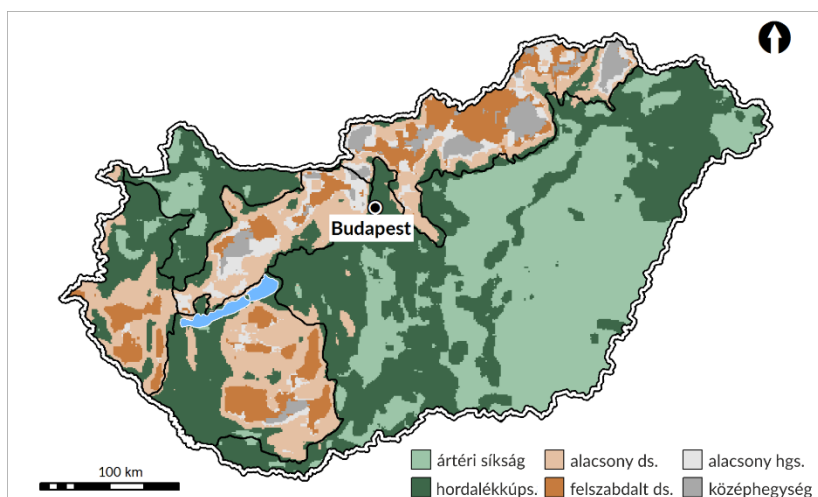 Budapest
100 km
ártéri síkság
alacsony ds.
alacsony hgs.
hordalékkúps.
felszabdalt ds.
középhegység